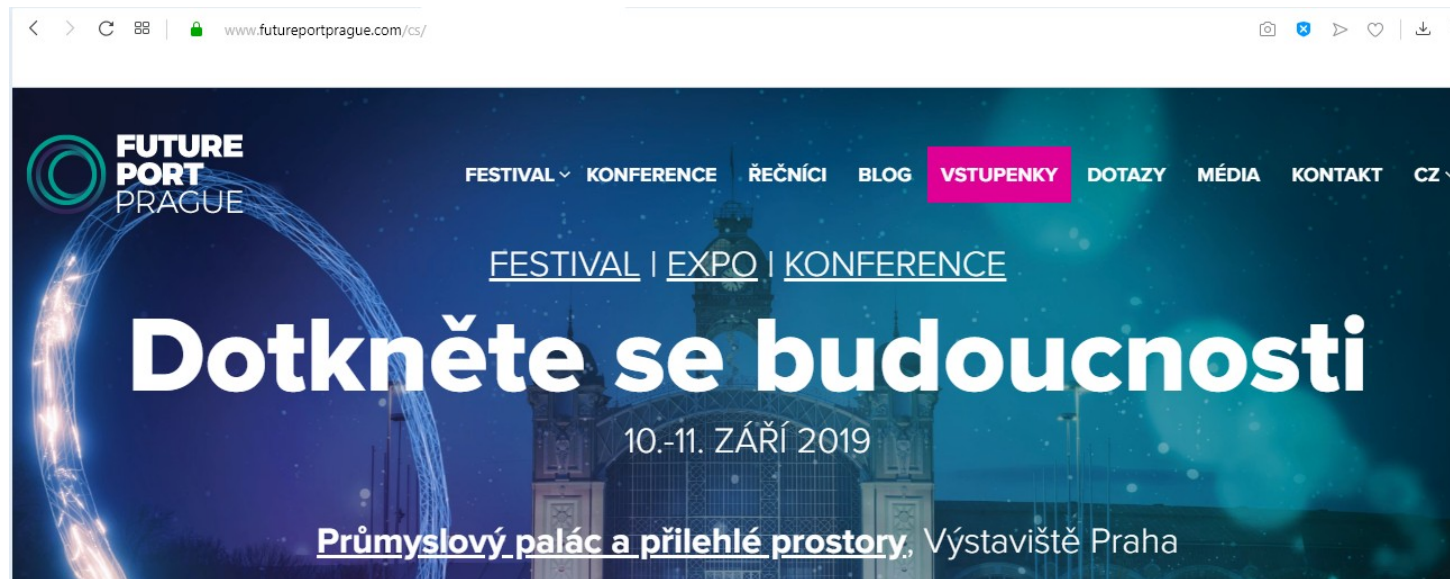 www.futureportprague.com/cs/
FUTURE
PORT
PRAGUE
FESTIVAL KONFERENCE ŘEČNÍCI BLOG VSTUPENKY DOTAZY MÉDIA KONTAKT CZ
FESTIVAL | EXPO | KONFERENCE
Dotkněte se budoucnosti
10.-11. ZÁŘÍ 2019
Průmyslový palác a přilehlé prostory, Výstaviště Praha